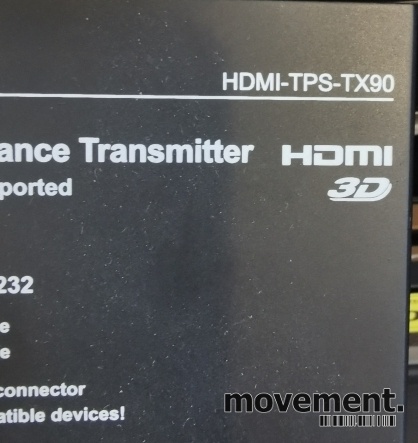 HDMI-TPS-TX90
ance Transmitter HDMI
ported 3D
232
e
e
connector
atible devices!
movement.